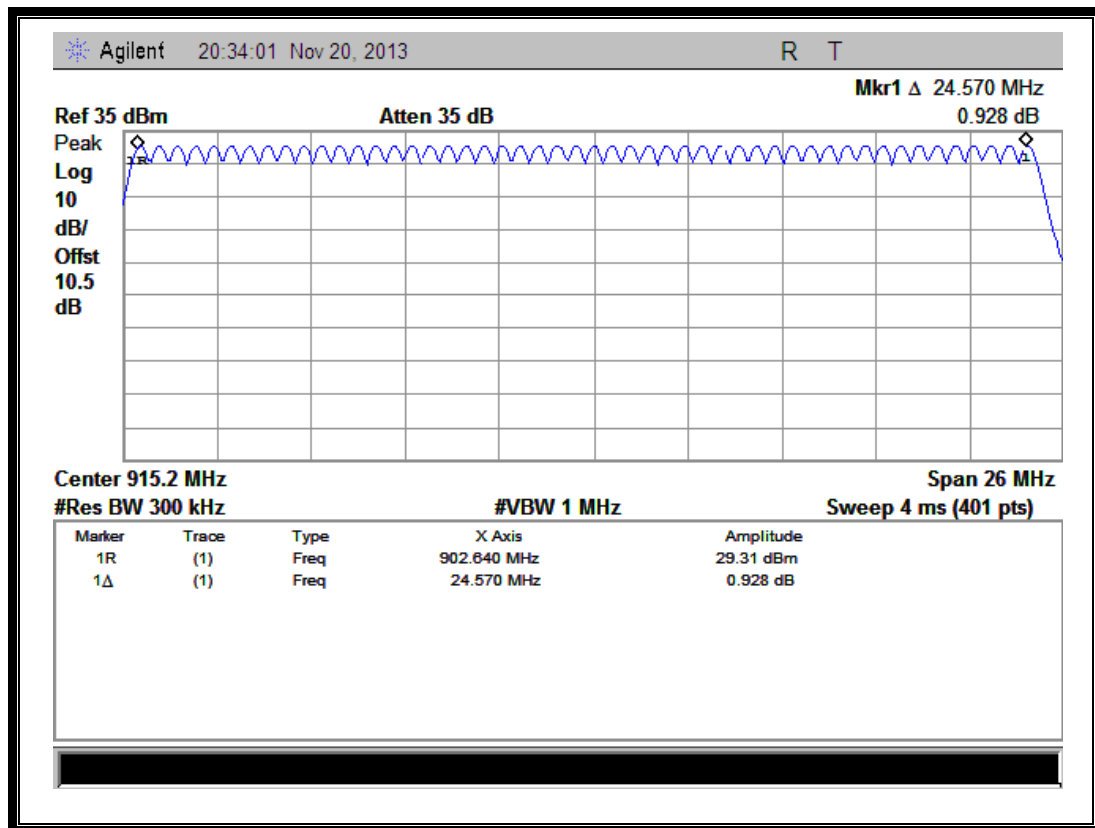 Agilent 20:34:01 Nov 20, 2013 R T
Mkr1 Δ 24.570 MHz
Ref 35 dBm Atten 35 dB 0.928 dB
Peak
Log
10
dB/
Offst
10.5
dB
1R
1
Center 915.2 MHz Span 26 MHz
#Res BW 300 kHz #VBW 1 MHz Sweep 4 ms (401 pts)
Marker Trace Type X Axis Amplitude
1R (1) Freq 902.640 MHz 29.31 dBm
1Δ (1) Freq 24.570 MHz 0.928 dB